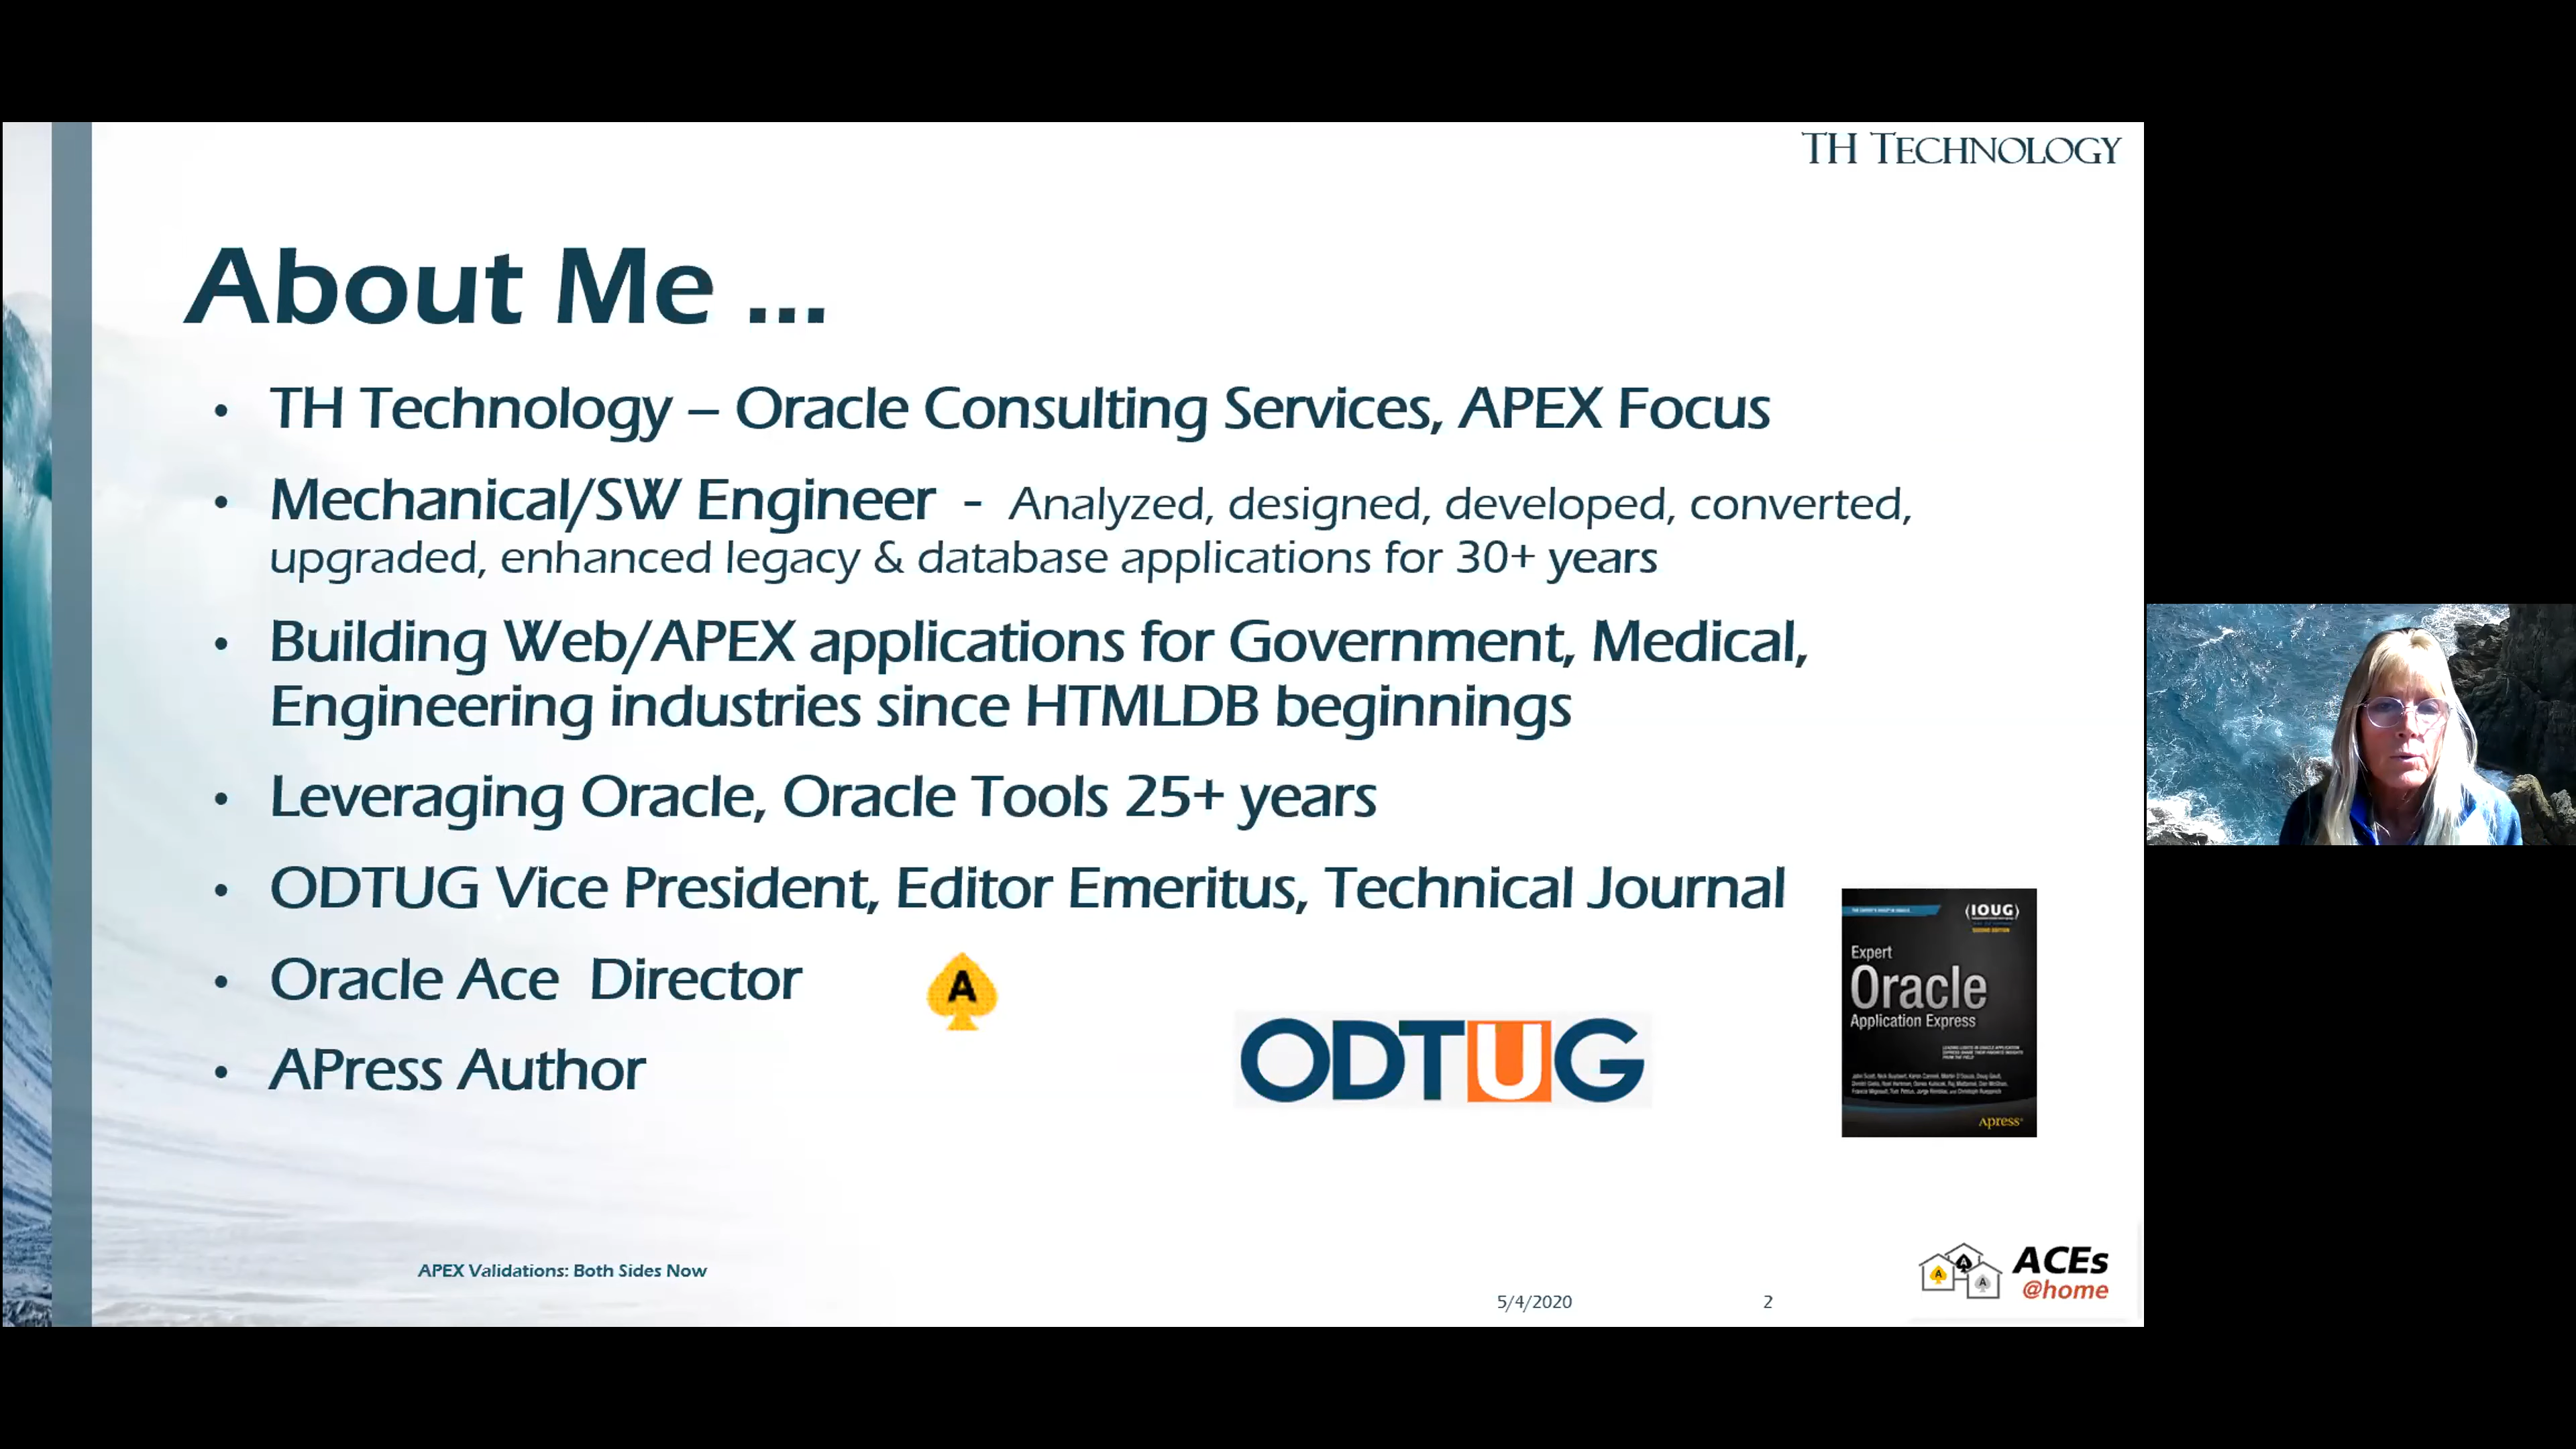 TH TECHNOLOGY
About Me ...
• TH Technology – Oracle Consulting Services, APEX Focus
• Mechanical/SW Engineer - Analyzed, designed, developed, converted,
upgraded, enhanced legacy & database applications for 30+ years
• Building Web/APEX applications for Government, Medical,
Engineering industries since HTMLDB beginnings
• Leveraging Oracle, Oracle Tools 25+ years
• ODTUG Vice President, Editor Emeritus, Technical Journal
• Oracle Ace Director
A
• APress Author
ODTUG
(IOUG)
SECOND EDITION
Expert
Oracle
Application Express
Apress
APEX Validations: Both Sides Now
5/4/2020
2
A A A
ACEs
@home